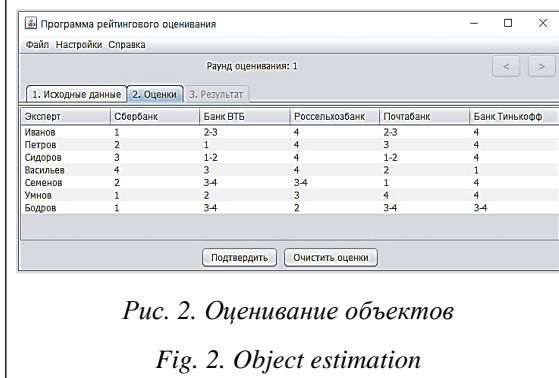 Программа рейтингового оценивания
Файл Настройки Справка
Раунд оценивания: 1
< >
1. Исходные данные 2. Оценки 3. Результат
Эксперт Сбербанк Банк ВТБ Россельхозбанк Почтабанк Банк Тинькофф
Иванов 1 2-3 4 2-3 4
Петров 2 1 4 3 4
Сидоров 3 1-2 4 1-2 4
Васильев 4 3 4 2 1
Семенов 2 3-4 3-4 1 4
Умнов 1 2 3 4 4
Бодров 1 3-4 2 3-4 3-4
Подтвердить Очистить оценки
Рис. 2. Оценивание объектов
Fig. 2. Object estimation